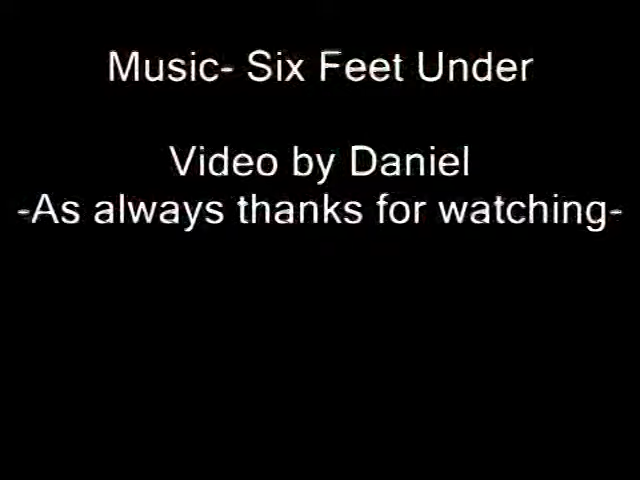 Music- Six Feet Under
Video by Daniel
-As always thanks for watching-